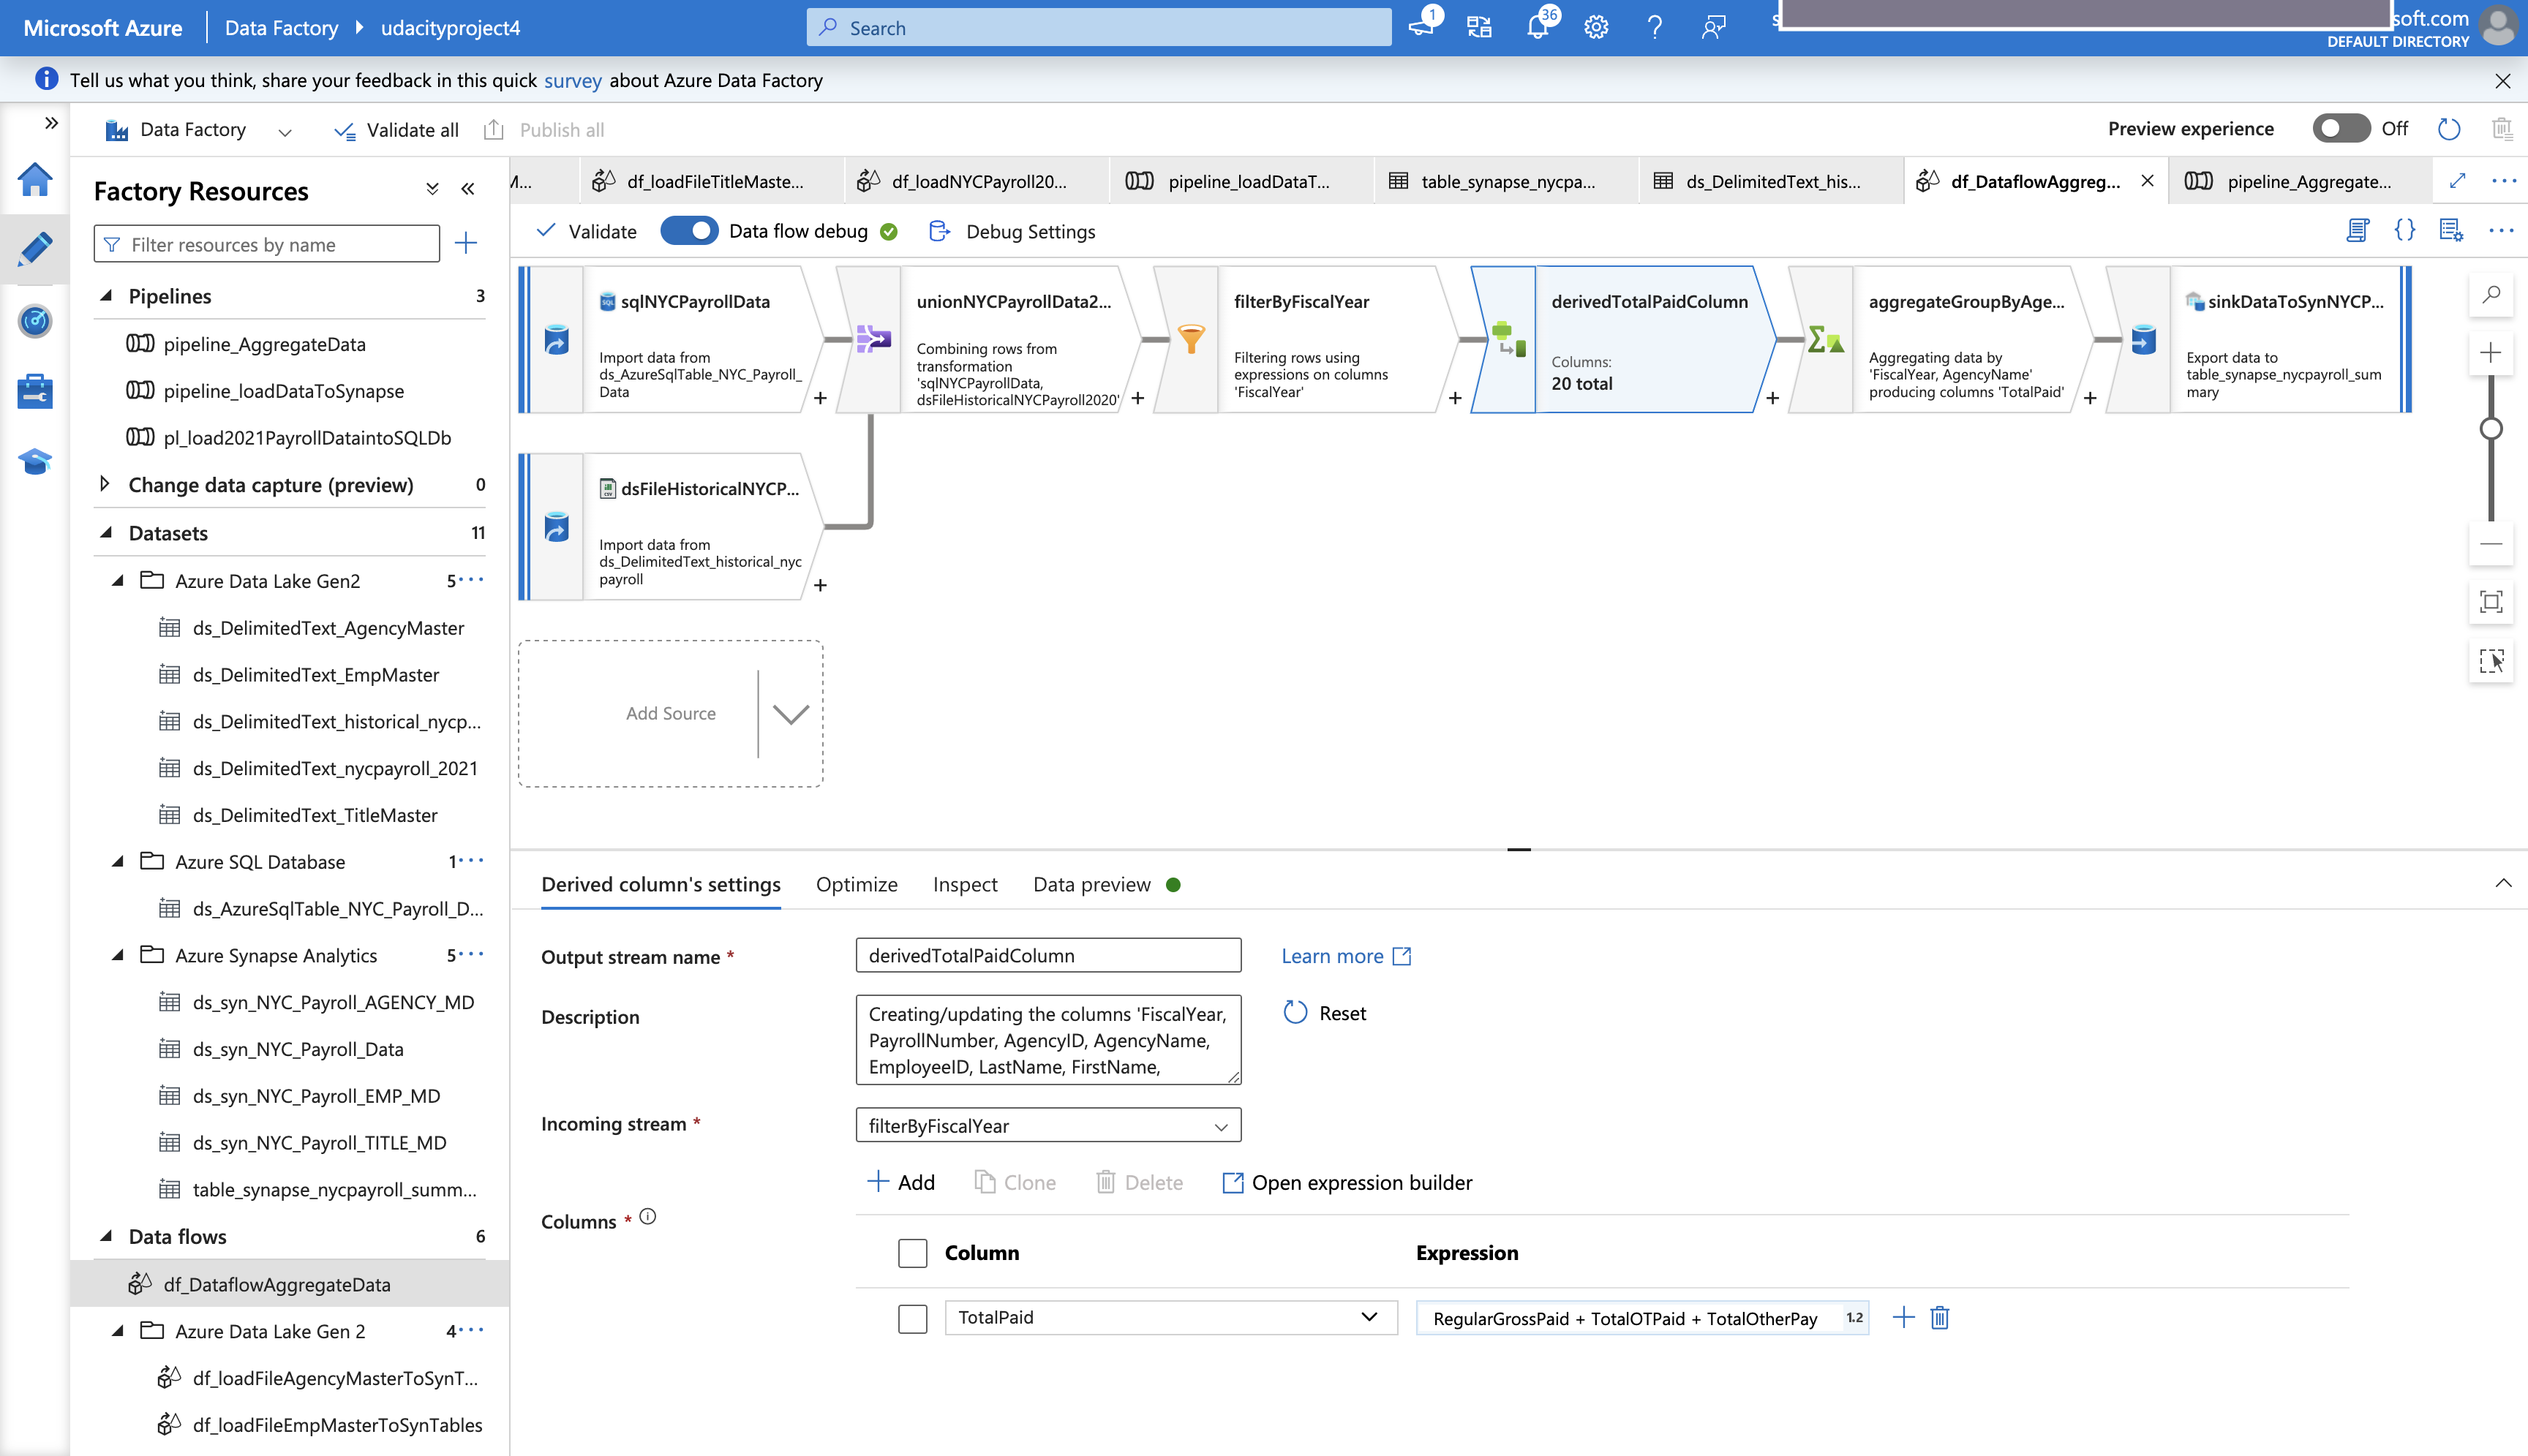 Microsoft Azure
Data Factory
udacityproject4
Search
1
36
soft.com
DEFAULT DIRECTORY
Tell us what you think, share your feedback in this quick survey about Azure Data Factory
Data Factory
Validate all
Publish all
Preview experience
Off
Factory Resources
Filter resources by name
Pipelines 3
pipeline_AggregateData
pipeline_loadDataToSynapse
pl_load2021PayrollDataintoSQLDb
Change data capture (preview) 0
Datasets 11
Azure Data Lake Gen2 5
ds_DelimitedText_AgencyMaster
ds_DelimitedText_EmpMaster
ds_DelimitedText_historical_nycp...
ds_DelimitedText_nycpayroll_2021
ds_DelimitedText_TitleMaster
Azure SQL Database 1
ds_AzureSqlTable_NYC_Payroll_D...
Azure Synapse Analytics 5
ds_syn_NYC_Payroll_AGENCY_MD
ds_syn_NYC_Payroll_Data
ds_syn_NYC_Payroll_EMP_MD
ds_syn_NYC_Payroll_TITLE_MD
table_synapse_nycpayroll_summ...
Data flows 6
df_DataflowAggregateData
Azure Data Lake Gen 2 4
df_loadFileAgencyMasterToSynT...
df_loadFileEmpMasterToSynTables
M...
df_loadFileTitleMaste...
df_loadNYCPayroll20...
pipeline_loadDataT...
table_synapse_nycpa...
ds_DelimitedText_his...
df_DataflowAggreg...
pipeline_Aggregate...
Validate
Data flow debug
Debug Settings
sqlNYCPayrollData
Import data from
ds_AzureSqlTable_NYC_Payroll_
Data
unionNYCPayrollData2...
Combining rows from
transformation
'sqlNYCPayrollData,
dsFileHistoricalNYCPayroll2020'
filterByFiscalYear
Filtering rows using
expressions on columns
'FiscalYear'
derivedTotalPaidColumn
Columns:
20 total
aggregateGroupByAge...
Aggregating data by
'FiscalYear, AgencyName'
producing columns 'TotalPaid'
sinkDataToSynNYCP...
Export data to
table_synapse_nycpayroll_sum
mary
dsFileHistoricalNYCP...
Import data from
ds_DelimitedText_historical_nyc
payroll
Add Source
Derived column's settings
Optimize
Inspect
Data preview
Output stream name *
derivedTotalPaidColumn
Learn more
Description
Creating/updating the columns 'FiscalYear,
PayrollNumber, AgencyID, AgencyName,
EmployeeID, LastName, FirstName,
Reset
Incoming stream *
filterByFiscalYear
Add
Clone
Delete
Open expression builder
Columns *
Column
Expression
TotalPaid
RegularGrossPaid + TotalOTPaid + TotalOtherPay
1.2